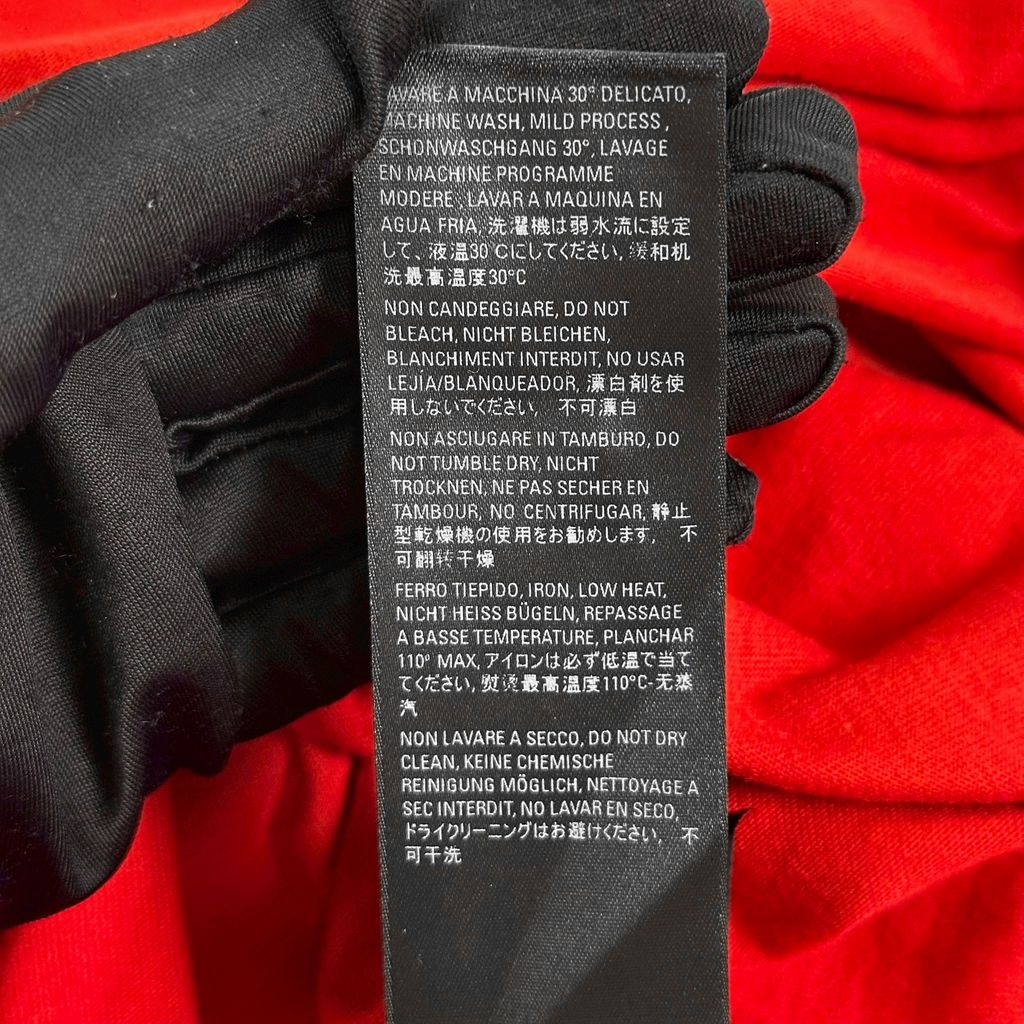 AVARE A MACCHINA 30° DELICATO,
MACHINE WASH, MILD PROCESS ,
SCHONWASCHGANG 30°, LAVAGE
EN MACHINE PROGRAMME
MODERE, LAVAR A MAQUINA EN
AGUA FRIA, 洗濯機は弱水流に設定
して、液温30℃にしてください, 缓和机
洗最高温度30°C
NON CANDEGGIARE, DO NOT
BLEACH, NICHT BLEICHEN,
BLANCHIMENT INTERDIT, NO USAR
LEJIA/BLANQUEADOR, 漂白剤を使
用しないでください, 不可漂白
NON ASCIUGARE IN TAMBURO, DO
NOT TUMBLE DRY, NICHT
TROCKNEN, NE PAS SECHER EN
TAMBOUR, NO CENTRIFUGAR, 静止
型乾燥機の使用をお勧めします, 不
可翻转干燥
FERRO TIEPIDO, IRON, LOW HEAT,
NICHT HEISS BÜGELN, REPASSAGE
A BASSE TEMPERATURE, PLANCHAR
110° MAX, アイロンは必ず低温で当て
てください, 熨烫最高温度110°C-无蒸
汽
NON LAVARE A SECCO, DO NOT DRY
CLEAN, KEINE CHEMISCHE
REINIGUNG MÖGLICH, NETTOYAGE A
SEC INTERDIT, NO LAVAR EN SECO,
ドライクリーニングはお避けください, 不
可干洗